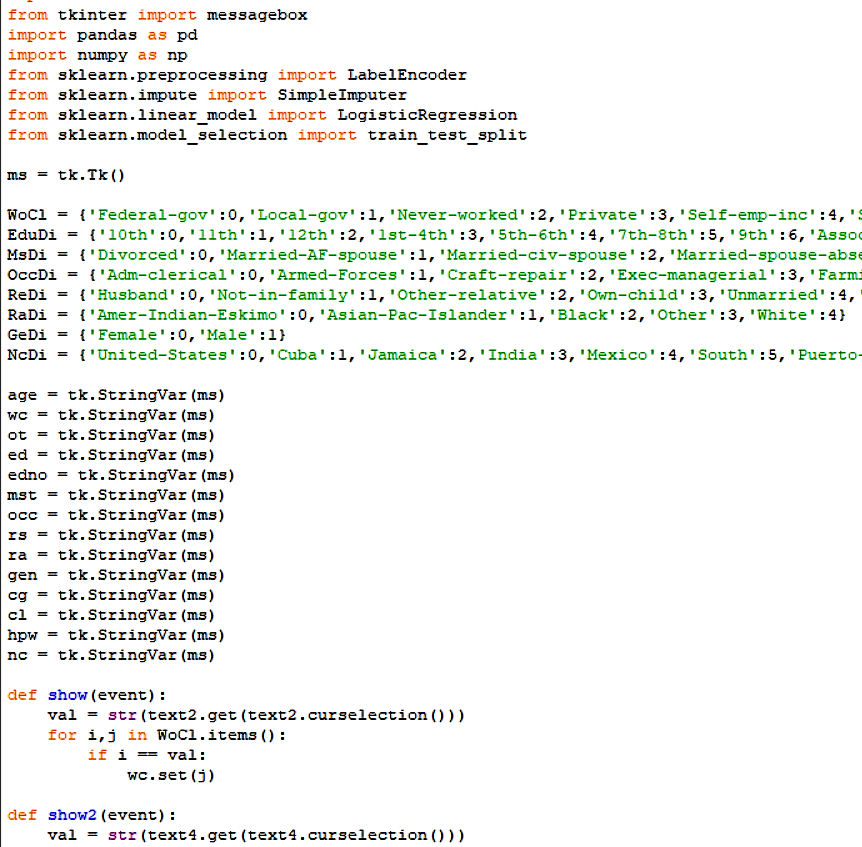 from tkinter import messagebox
import pandas as pd
import numpy as np
from sklearn.preprocessing import LabelEncoder
from sklearn.impute import SimpleImputer
from sklearn.linear_model import LogisticRegression
from sklearn.model_selection import train_test_split
ms = tk.Tk()
WoCl = {'Federal-gov':0,'Local-gov':1,'Never-worked':2,'Private':3,'Self-emp-inc':4,'S
EduDi = {'10th':0,'11th':1,'12th':2,'1st-4th':3,'5th-6th':4,'7th-8th':5,'9th':6,'Assoc
MsDi = {'Divorced':0,'Married-AF-spouse':1,'Married-civ-spouse':2,'Married-spouse-abse
OccDi = {'Adm-clerical':0,'Armed-Forces':1,'Craft-repair':2,'Exec-managerial':3,'Farmi
ReDi = {'Husband':0,'Not-in-family':1,'Other-relative':2,'Own-child':3,'Unmarried':4,'
RaDi = {'Amer-Indian-Eskimo':0,'Asian-Pac-Islander':1,'Black':2,'Other':3,'White':4}
GeDi = {'Female':0,'Male':1}
NcDi = {'United-States':0,'Cuba':1,'Jamaica':2,'India':3,'Mexico':4,'South':5,'Puerto-
age = tk.StringVar(ms)
wc = tk.StringVar(ms)
ot = tk.StringVar(ms)
ed = tk.StringVar(ms)
edno = tk.StringVar(ms)
mst = tk.StringVar(ms)
occ = tk.StringVar(ms)
rs = tk.StringVar(ms)
ra = tk.StringVar(ms)
gen = tk.StringVar(ms)
cg = tk.StringVar(ms)
cl = tk.StringVar(ms)
hpw = tk.StringVar(ms)
nc = tk.StringVar(ms)
def show(event):
    val = str(text2.get(text2.curselection()))
    for i,j in WoCl.items():
        if i == val:
            wc.set(j)
def show2(event):
    val = str(text4.get(text4.curselection()))